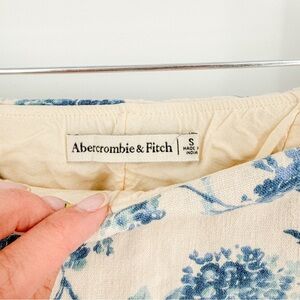 Abercrombie & Fitch
S
MADE IN
INDIA